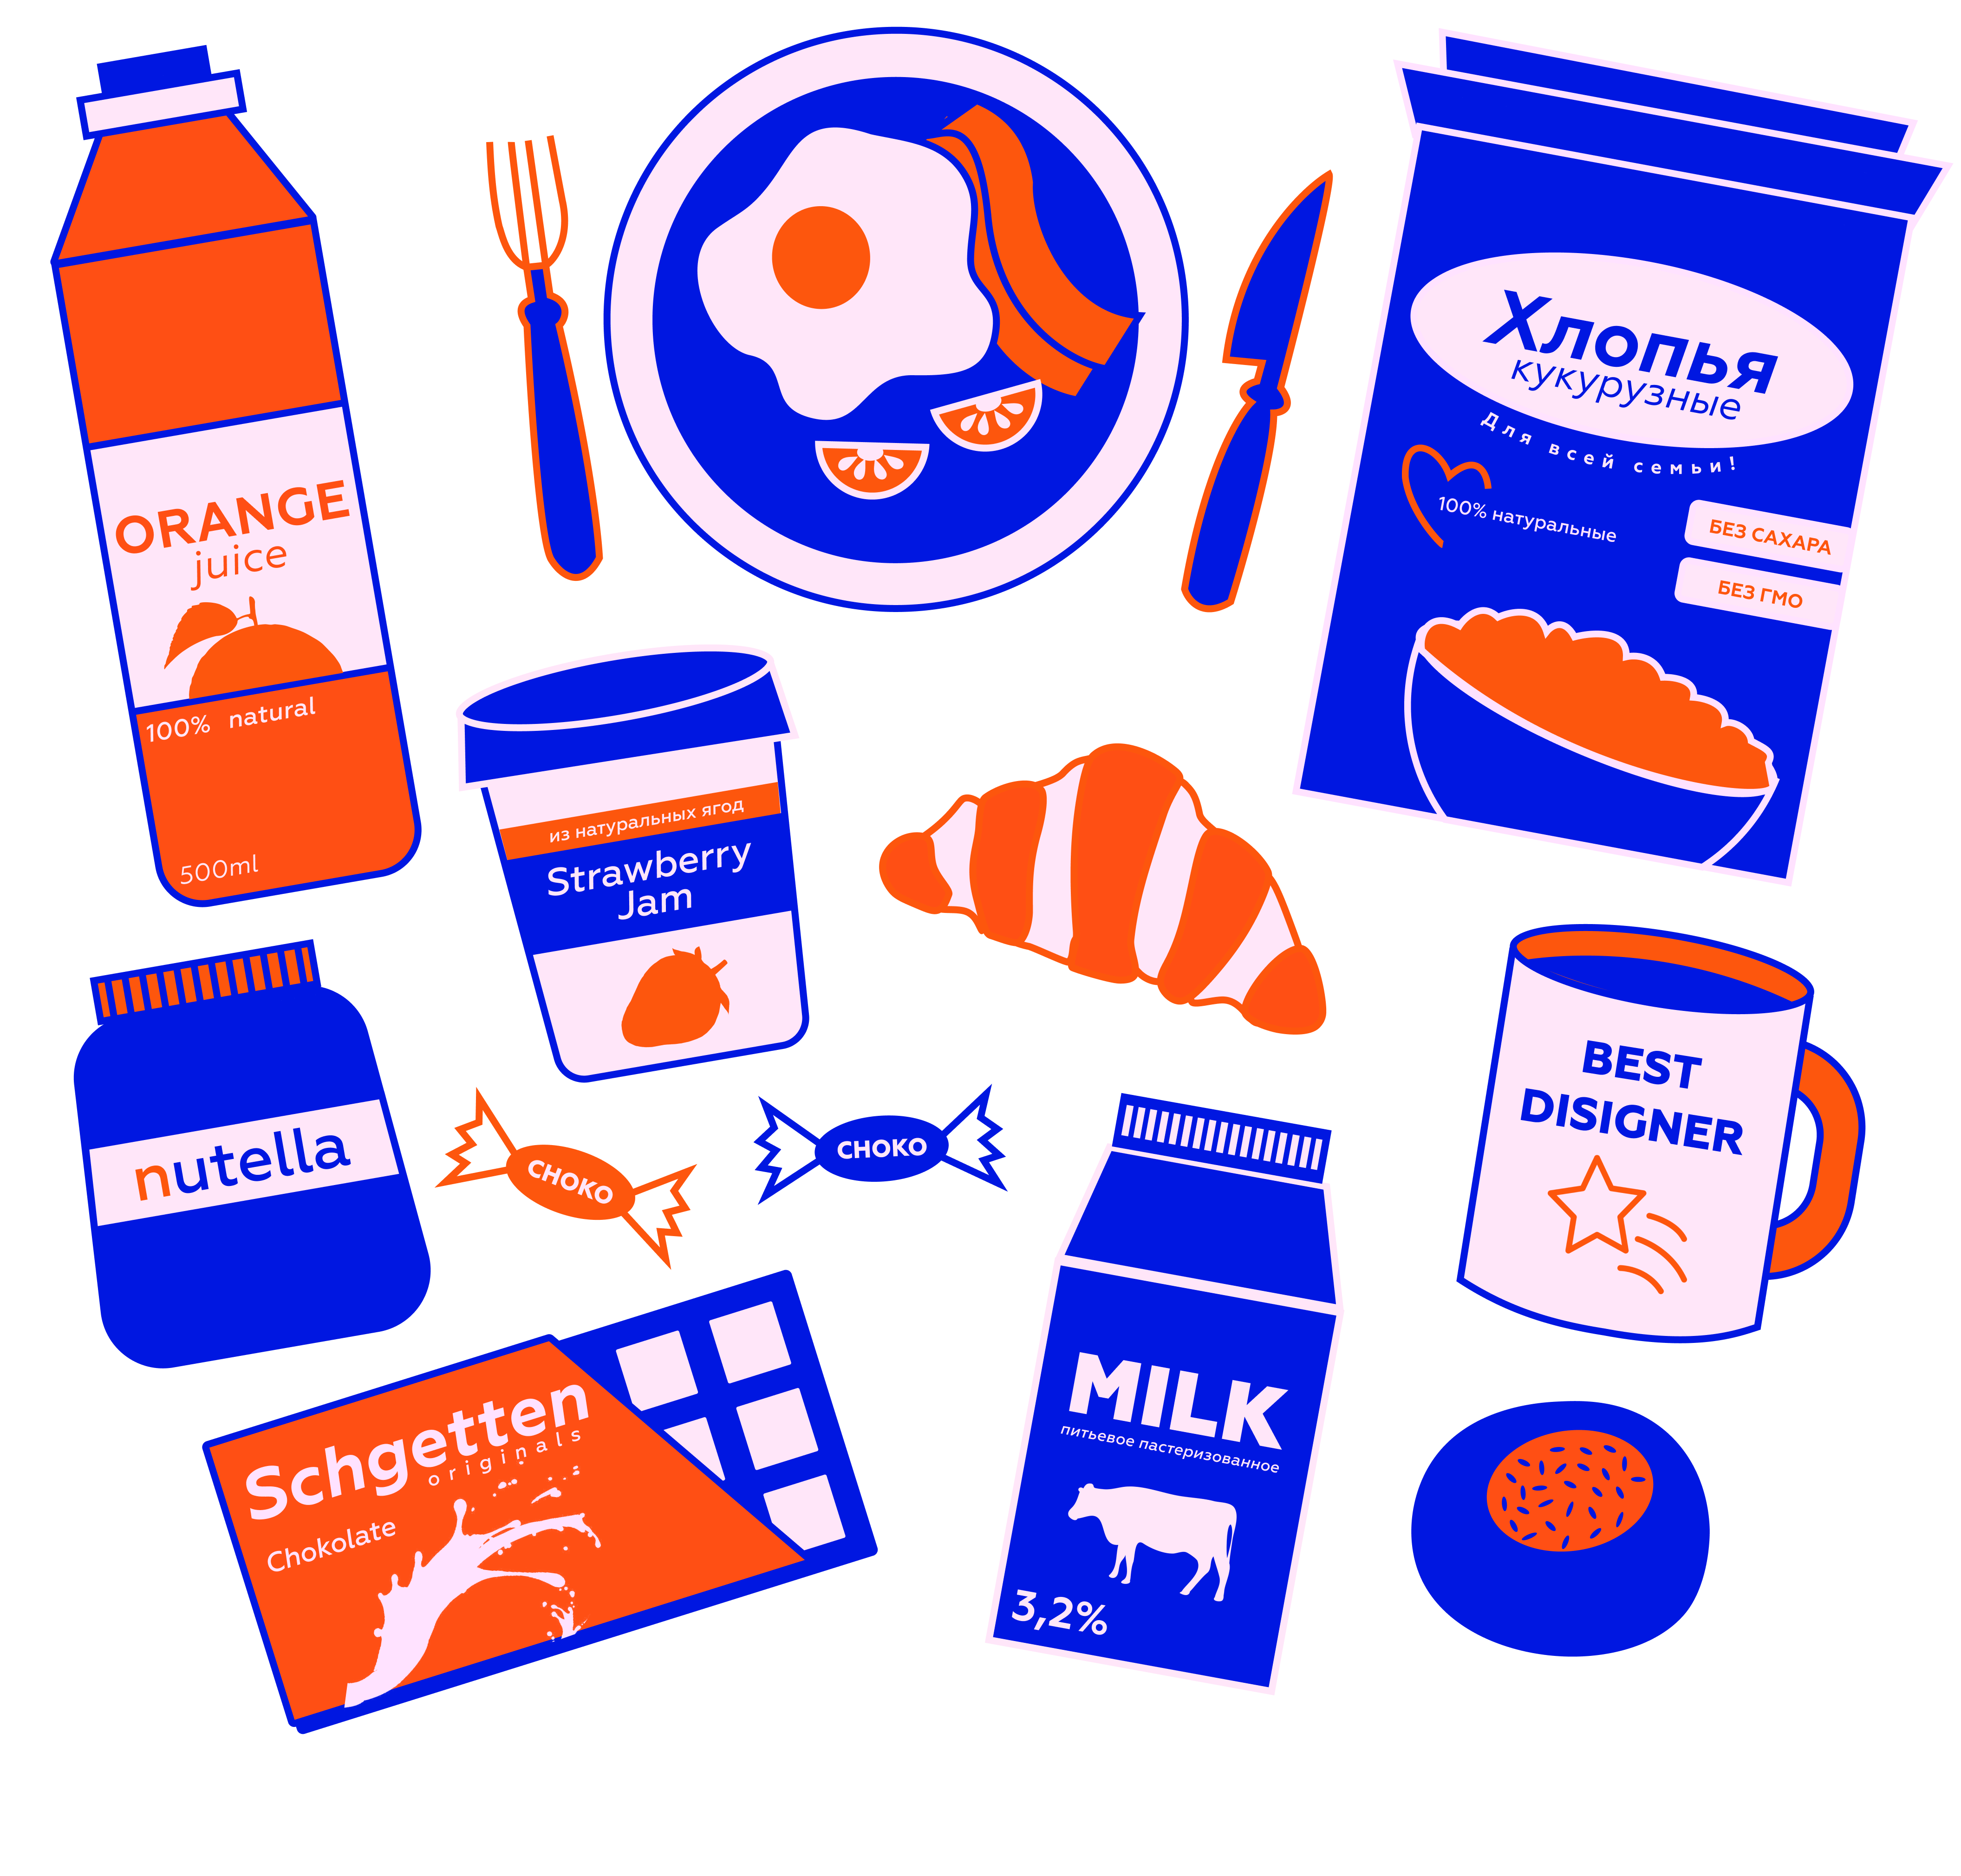 ORANGE
juice
100% natural
500ml
Хлопья
кукурузные
Для всей семьи!
100% натуральные
БЕЗ САХАРА
БЕЗ ГМО
из натуральных ягод
Strawberry
Jam
nutella
CHOKO
CHOKO
BEST
DISIGNER
Schgetten
originals
Chokolate
MILK
питьевое пастеризованное
3,2%